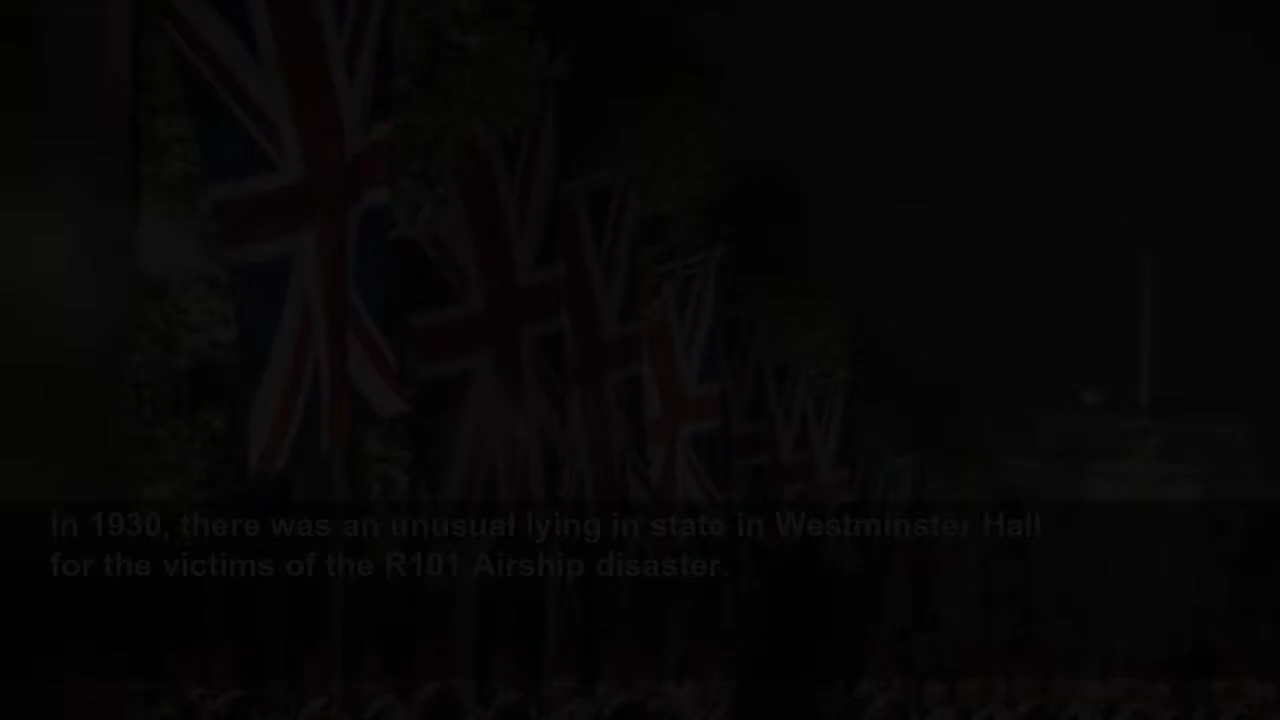 In 1930, there was an unusual lying in state in Westminster Hall
for the victims of the R101 Airship disaster.